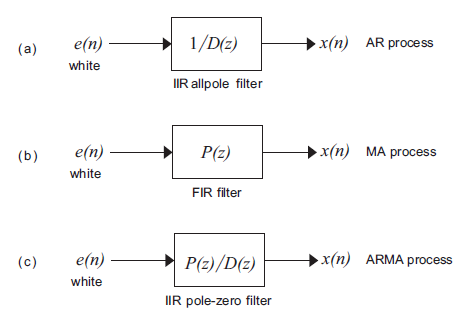 (a) e(n) 1/D(z) x(n) AR process
white
IIR allpole filter
(b) e(n) P(z) x(n) MA process
white
FIR filter
(c) e(n) P(z)/D(z) x(n) ARMA process
white
IIR pole-zero filter